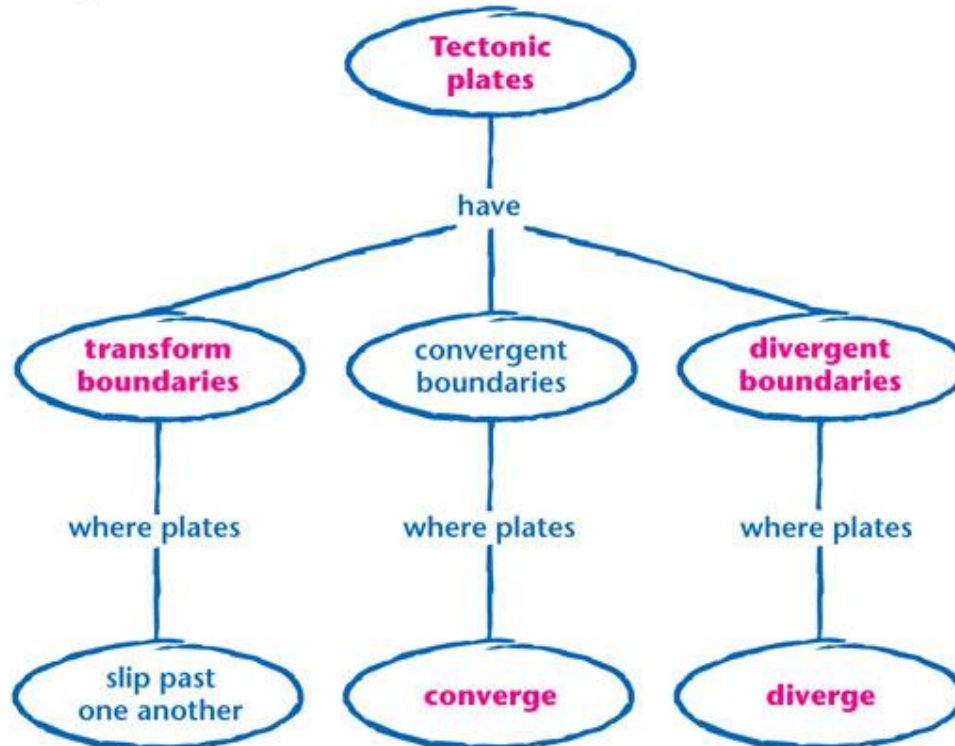 Tectonic
plates
have
transform
boundaries
convergent
boundaries
divergent
boundaries
where plates
where plates
where plates
slip past
one another
converge
diverge